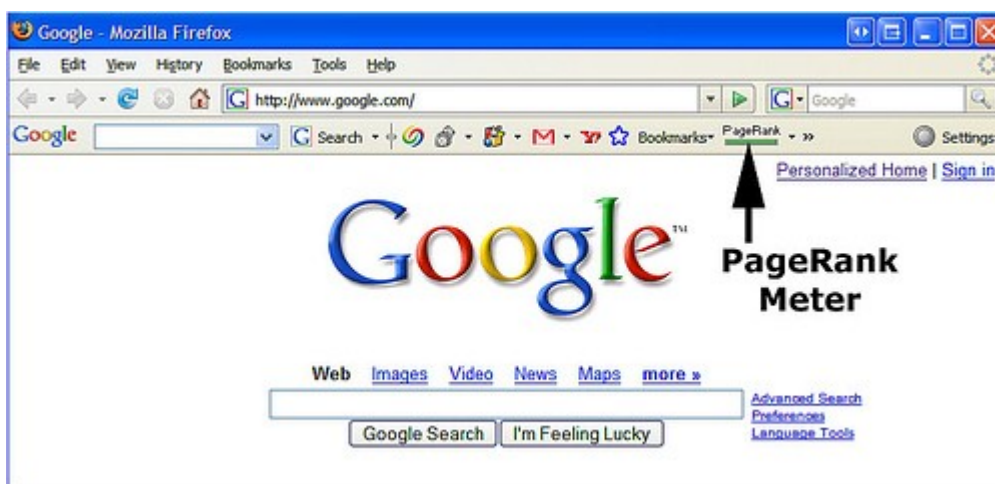 Google - Mozilla Firefox
File Edit View History Bookmarks Tools Help
http://www.google.com/ Google
Google Search Bookmarks PageRank » Settings
Personalized Home | Sign in
Google™
PageRank
Meter
Web Images Video News Maps more »
Advanced Search
Preferences
Language Tools
Google Search I'm Feeling Lucky